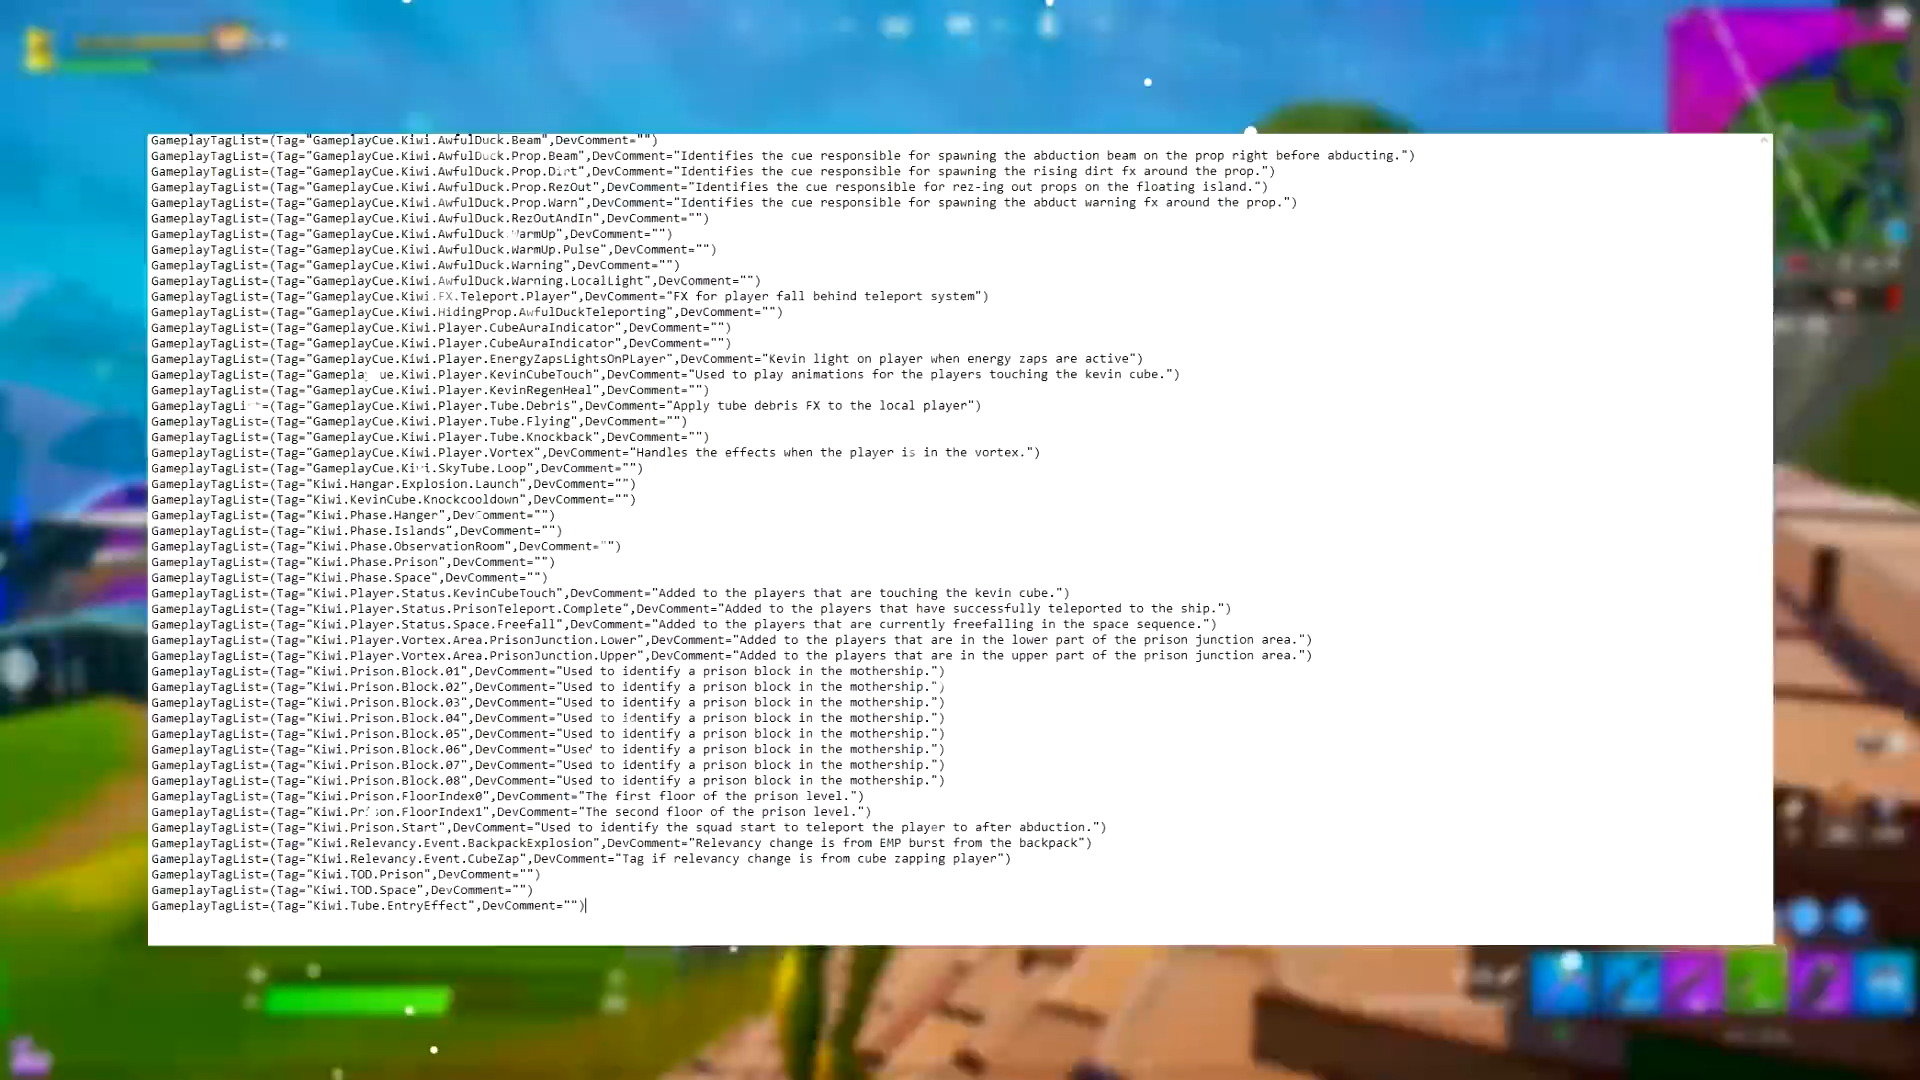 GameplayTagList=(Tag="GameplayCue.Kiwi.AwfulDuck.Beam",DevComment="")
GameplayTagList=(Tag="GameplayCue.Kiwi.AwfulDuck.Prop.Beam",DevComment="Identifies the cue responsible for spawning the abduction beam on the prop right before abducting.")
GameplayTagList=(Tag="GameplayCue.Kiwi.AwfulDuck.Prop.Dirt",DevComment="Identifies the cue responsible for spawning the rising dirt fx around the prop.")
GameplayTagList=(Tag="GameplayCue.Kiwi.AwfulDuck.Prop.RezOut",DevComment="Identifies the cue responsible for rez-ing out props on the floating island.")
GameplayTagList=(Tag="GameplayCue.Kiwi.AwfulDuck.Prop.Warn",DevComment="Identifies the cue responsible for spawning the abduct warning fx around the prop.")
GameplayTagList=(Tag="GameplayCue.Kiwi.AwfulDuck.RezOutAndIn",DevComment="")
GameplayTagList=(Tag="GameplayCue.Kiwi.AwfulDuck.WarmUp",DevComment="")
GameplayTagList=(Tag="GameplayCue.Kiwi.AwfulDuck.WarmUp.Pulse",DevComment="")
GameplayTagList=(Tag="GameplayCue.Kiwi.AwfulDuck.Warning",DevComment="")
GameplayTagList=(Tag="GameplayCue.Kiwi.AwfulDuck.Warning.LocalLight",DevComment="")
GameplayTagList=(Tag="GameplayCue.Kiwi.FX.Teleport.Player",DevComment="FX for player fall behind teleport system")
GameplayTagList=(Tag="GameplayCue.Kiwi.HidingProp.AwfulDuckTeleporting",DevComment="")
GameplayTagList=(Tag="GameplayCue.Kiwi.Player.CubeAuraIndicator",DevComment="")
GameplayTagList=(Tag="GameplayCue.Kiwi.Player.CubeAuraIndicator",DevComment="")
GameplayTagList=(Tag="GameplayCue.Kiwi.Player.EnergyZapsLightsOnPLayer",DevComment="Kevin light on player when energy zaps are active")
GameplayTagList=(Tag="GameplayCue.Kiwi.Player.KevinCubeTouch",DevComment="Used to play animations for the players touching the kevin cube.")
GameplayTagList=(Tag="GameplayCue.Kiwi.Player.KevinRegenHeal",DevComment="")
GameplayTagList=(Tag="GameplayCue.Kiwi.Player.Tube.Debris",DevComment="Apply tube debris FX to the local player")
GameplayTagList=(Tag="GameplayCue.Kiwi.Player.Tube.Flying",DevComment="")
GameplayTagList=(Tag="GameplayCue.Kiwi.Player.Tube.Knockback",DevComment="")
GameplayTagList=(Tag="GameplayCue.Kiwi.Player.Vortex",DevComment="Handles the effects when the player is in the vortex.")
GameplayTagList=(Tag="GameplayCue.Kiwi.SkyTube.Loop",DevComment="")
GameplayTagList=(Tag="Kiwi.Hangar.Explosion.Launch",DevComment="")
GameplayTagList=(Tag="Kiwi.KevinCube.Knockcooldown",DevComment="")
GameplayTagList=(Tag="Kiwi.Phase.Hanger",DevComment="")
GameplayTagList=(Tag="Kiwi.Phase.Islands",DevComment="")
GameplayTagList=(Tag="Kiwi.Phase.ObservationRoom",DevComment="")
GameplayTagList=(Tag="Kiwi.Phase.Prison",DevComment="")
GameplayTagList=(Tag="Kiwi.Phase.Space",DevComment="")
GameplayTagList=(Tag="Kiwi.Player.Status.KevinCubeTouch",DevComment="Added to the players that are touching the kevin cube.")
GameplayTagList=(Tag="Kiwi.Player.Status.PrisonTeleport.Complete",DevComment="Added to the players that have successfully teleported to the ship.")
GameplayTagList=(Tag="Kiwi.Player.Status.Space.Freefall",DevComment="Added to the players that are currently freefalling in the space sequence.")
GameplayTagList=(Tag="Kiwi.Player.Vortex.Area.PrisonJunction.Lower",DevComment="Added to the players that are in the lower part of the prison junction area.")
GameplayTagList=(Tag="Kiwi.Player.Vortex.Area.PrisonJunction.Upper",DevComment="Added to the players that are in the upper part of the prison junction area.")
GameplayTagList=(Tag="Kiwi.Prison.Block.01",DevComment="Used to identify a prison block in the mothership.")
GameplayTagList=(Tag="Kiwi.Prison.Block.02",DevComment="Used to identify a prison block in the mothership.")
GameplayTagList=(Tag="Kiwi.Prison.Block.03",DevComment="Used to identify a prison block in the mothership.")
GameplayTagList=(Tag="Kiwi.Prison.Block.04",DevComment="Used to identify a prison block in the mothership.")
GameplayTagList=(Tag="Kiwi.Prison.Block.05",DevComment="Used to identify a prison block in the mothership.")
GameplayTagList=(Tag="Kiwi.Prison.Block.06",DevComment="Used to identify a prison block in the mothership.")
GameplayTagList=(Tag="Kiwi.Prison.Block.07",DevComment="Used to identify a prison block in the mothership.")
GameplayTagList=(Tag="Kiwi.Prison.Block.08",DevComment="Used to identify a prison block in the mothership.")
GameplayTagList=(Tag="Kiwi.Prison.FloorIndex0",DevComment="The first floor of the prison level.")
GameplayTagList=(Tag="Kiwi.Prison.FloorIndex1",DevComment="The second floor of the prison level.")
GameplayTagList=(Tag="Kiwi.Prison.Start",DevComment="Used to identify the squad start to teleport the player to after abduction.")
GameplayTagList=(Tag="Kiwi.Relevancy.Event.BackpackExplosion",DevComment="Relevancy change is from EMP burst from the backpack")
GameplayTagList=(Tag="Kiwi.Relevancy.Event.CubeZap",DevComment="Tag if relevancy change is from cube zapping player")
GameplayTagList=(Tag="Kiwi.TOD.Prison",DevComment="")
GameplayTagList=(Tag="Kiwi.TOD.Space",DevComment="")
GameplayTagList=(Tag="Kiwi.Tube.EntryEffect",DevComment="")